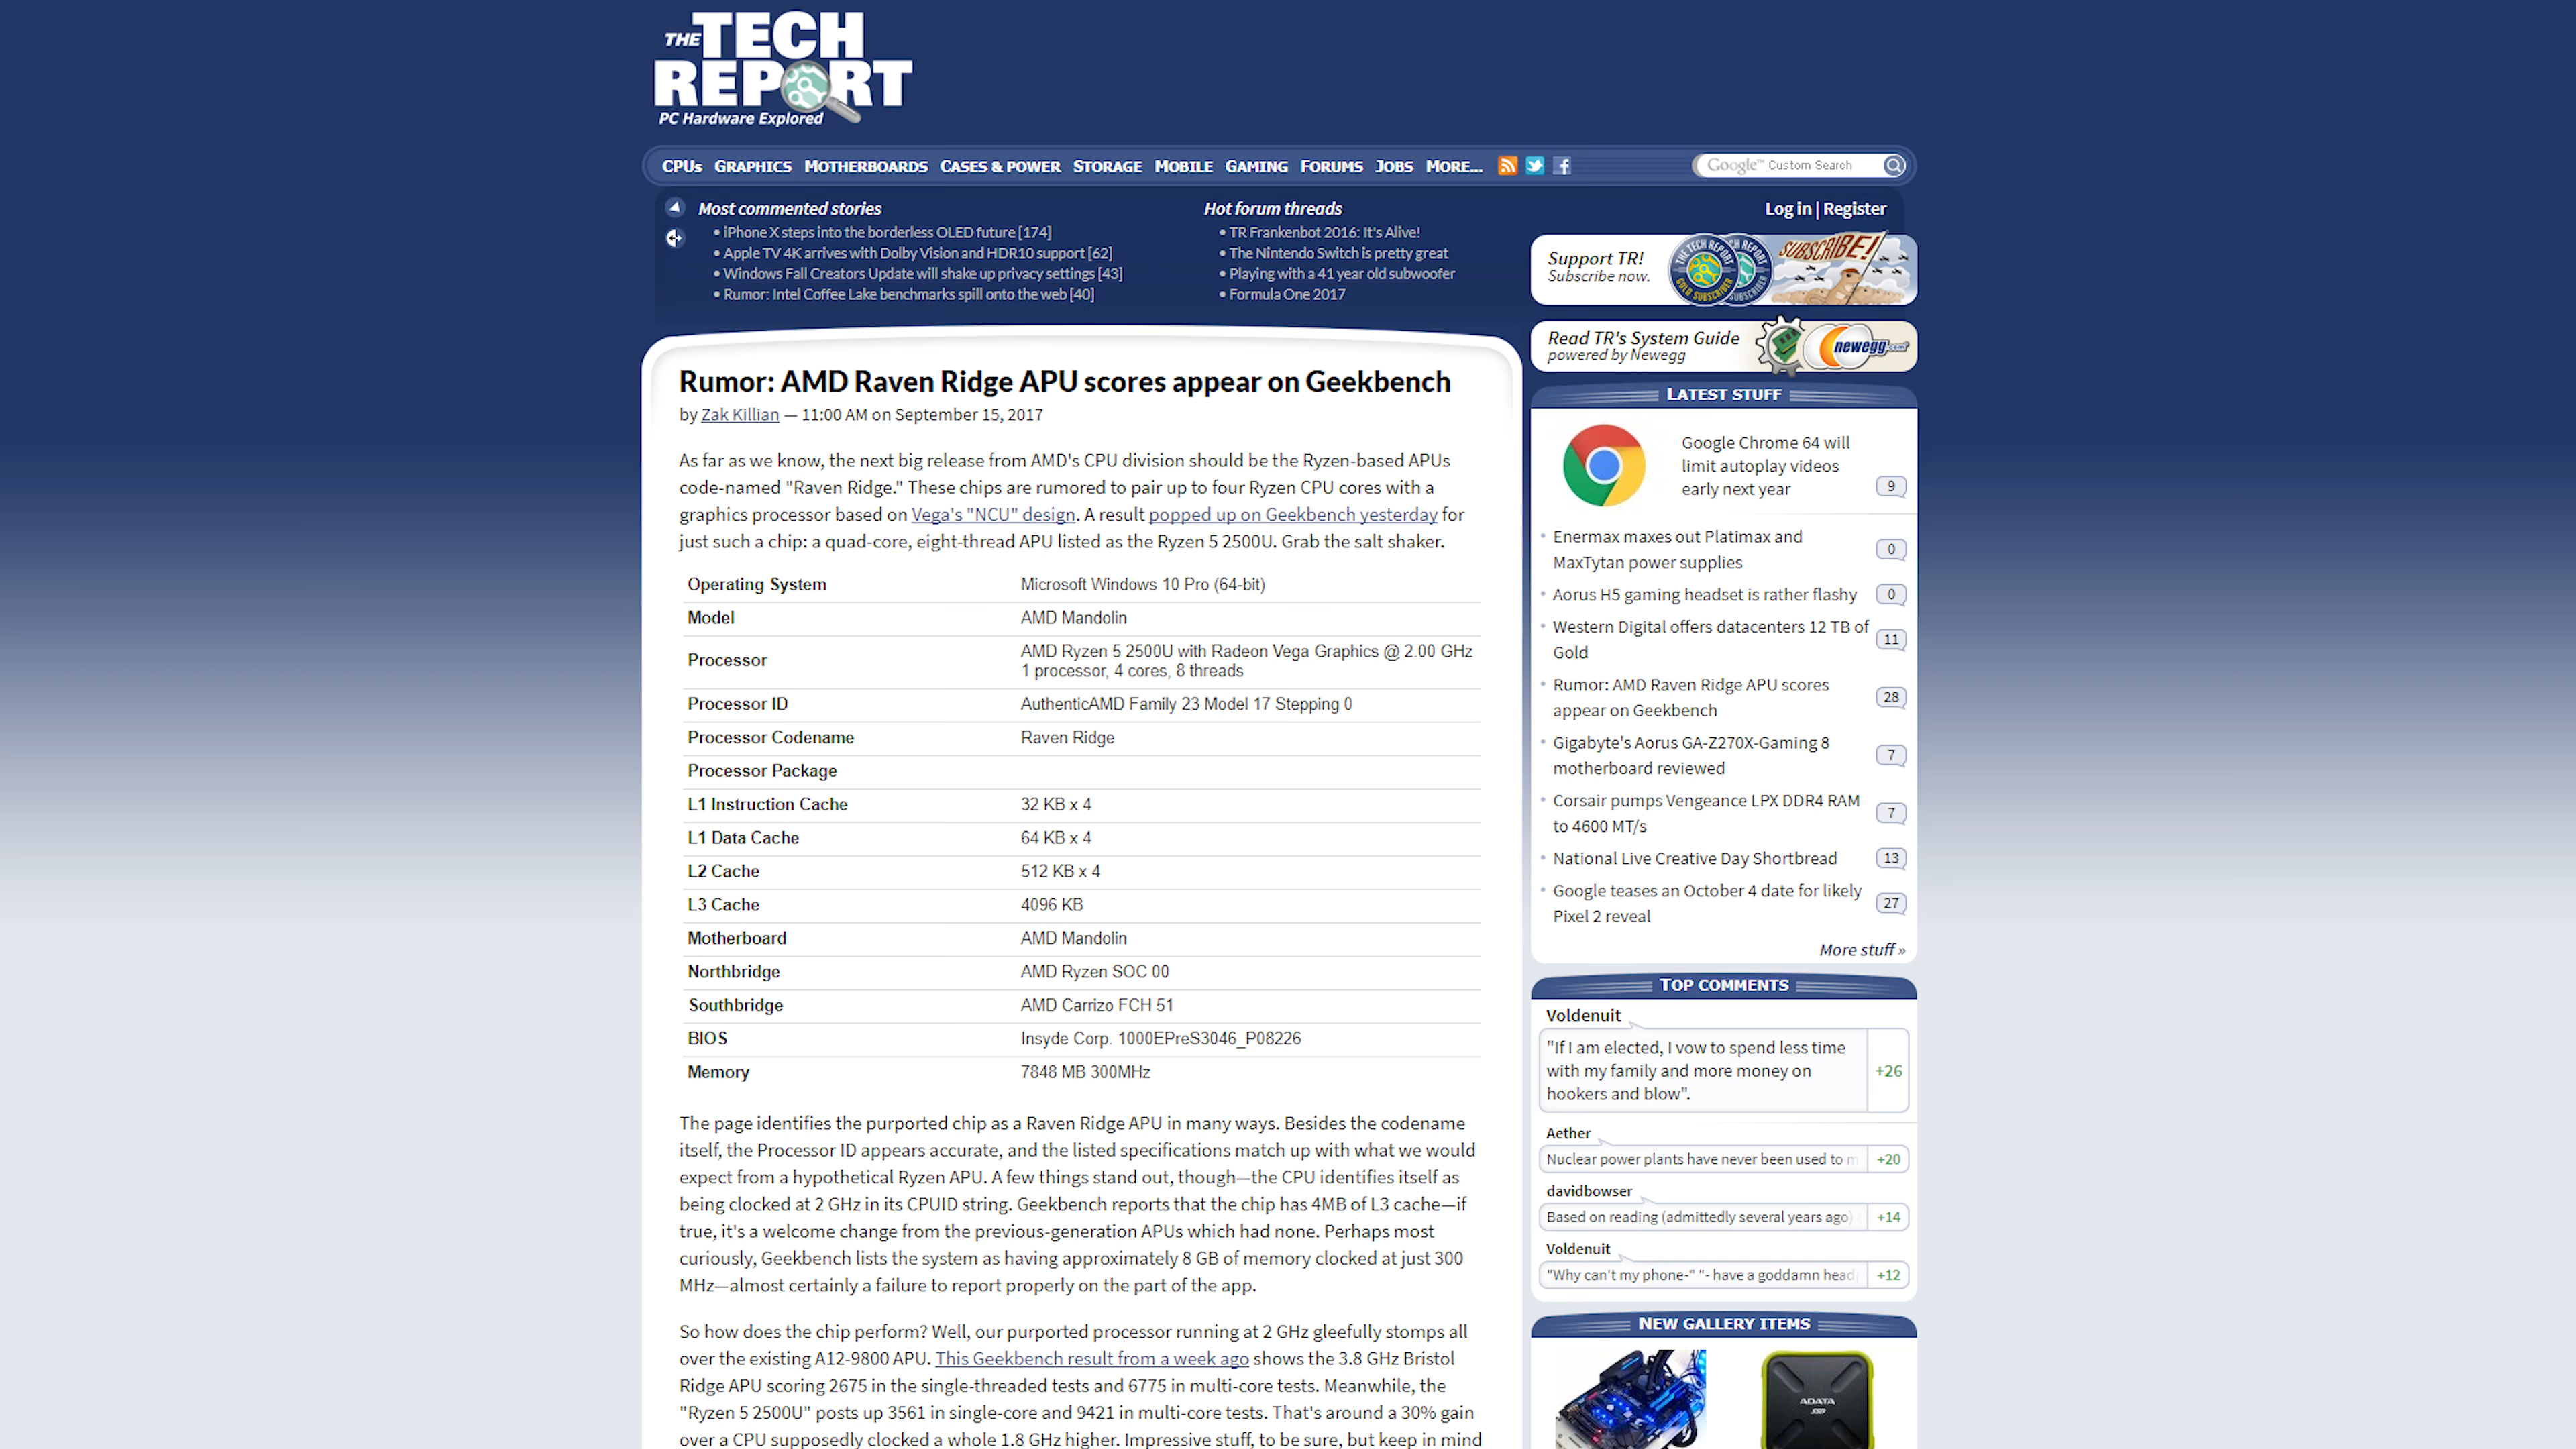 THE TECH
REPORT
PC Hardware Explored
CPUs GRAPHICS MOTHERBOARDS CASES & POWER STORAGE MOBILE GAMING FORUMS JOBS MORE...
Google™ Custom Search
Most commented stories
• iPhone X steps into the borderless OLED future [174]
• Apple TV 4K arrives with Dolby Vision and HDR10 support [62]
• Windows Fall Creators Update will shake up privacy settings [43]
• Rumor: Intel Coffee Lake benchmarks spill onto the web [40]
Hot forum threads
• TR Frankenbot 2016: It's Alive!
• The Nintendo Switch is pretty great
• Playing with a 41 year old subwoofer
• Formula One 2017
Log in | Register
Support TR!
Subscribe now.
THE TECH REPORT
GOLD SUBSCRIBER
SUBSCRIBE!
Read TR's System Guide
powered by Newegg
newegg.com
Rumor: AMD Raven Ridge APU scores appear on Geekbench
by Zak Killian — 11:00 AM on September 15, 2017
As far as we know, the next big release from AMD's CPU division should be the Ryzen-based APUs
code-named "Raven Ridge." These chips are rumored to pair up to four Ryzen CPU cores with a
graphics processor based on Vega's "NCU" design. A result popped up on Geekbench yesterday for
just such a chip: a quad-core, eight-thread APU listed as the Ryzen 5 2500U. Grab the salt shaker.
Operating System Microsoft Windows 10 Pro (64-bit)
Model AMD Mandolin
Processor AMD Ryzen 5 2500U with Radeon Vega Graphics @ 2.00 GHz
1 processor, 4 cores, 8 threads
Processor ID AuthenticAMD Family 23 Model 17 Stepping 0
Processor Codename Raven Ridge
Processor Package
L1 Instruction Cache 32 KB x 4
L1 Data Cache 64 KB x 4
L2 Cache 512 KB x 4
L3 Cache 4096 KB
Motherboard AMD Mandolin
Northbridge AMD Ryzen SOC 00
Southbridge AMD Carrizo FCH 51
BIOS Insyde Corp. 1000EPreS3046_P08226
Memory 7848 MB 300MHz
The page identifies the purported chip as a Raven Ridge APU in many ways. Besides the codename
itself, the Processor ID appears accurate, and the listed specifications match up with what we would
expect from a hypothetical Ryzen APU. A few things stand out, though—the CPU identifies itself as
being clocked at 2 GHz in its CPUID string. Geekbench reports that the chip has 4MB of L3 cache—if
true, it's a welcome change from the previous-generation APUs which had none. Perhaps most
curiously, Geekbench lists the system as having approximately 8 GB of memory clocked at just 300
MHz—almost certainly a failure to report properly on the part of the app.
So how does the chip perform? Well, our purported processor running at 2 GHz gleefully stomps all
over the existing A12-9800 APU. This Geekbench result from a week ago shows the 3.8 GHz Bristol
Ridge APU scoring 2675 in the single-threaded tests and 6775 in multi-core tests. Meanwhile, the
"Ryzen 5 2500U" posts up 3561 in single-core and 9421 in multi-core tests. That's around a 30% gain
over a CPU supposedly clocked a whole 1.8 GHz higher. Impressive stuff, to be sure, but keep in mind
LATEST STUFF
Google Chrome 64 will
limit autoplay videos
early next year 9
• Enermax maxes out Platimax and
MaxTytan power supplies 0
• Aorus H5 gaming headset is rather flashy 0
• Western Digital offers datacenters 12 TB of
Gold 11
• Rumor: AMD Raven Ridge APU scores
appear on Geekbench 28
• Gigabyte's Aorus GA-Z270X-Gaming 8
motherboard reviewed 7
• Corsair pumps Vengeance LPX DDR4 RAM
to 4600 MT/s 7
• National Live Creative Day Shortbread 13
• Google teases an October 4 date for likely
Pixel 2 reveal 27
More stuff »
TOP COMMENTS
Voldenuit
"If I am elected, I vow to spend less time
with my family and more money on
hookers and blow". +26
Aether
Nuclear power plants have never been used to m +20
davidbowser
Based on reading (admittedly several years ago) +14
Voldenuit
"Why can't my phone-" "- have a goddamn head +12
NEW GALLERY ITEMS
ADATA